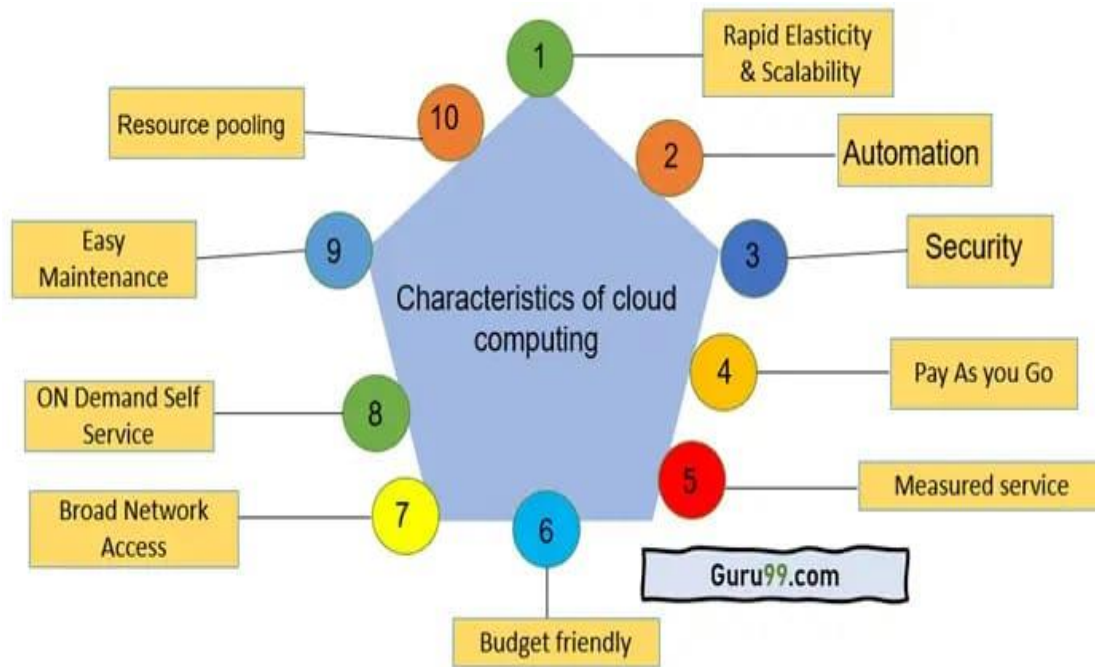 Characteristics of cloud
computing
1
Rapid Elasticity
& Scalability
2
Automation
3
Security
4
Pay As you Go
5
Measured service
6
Budget friendly
7
Broad Network
Access
8
ON Demand Self
Service
9
Easy
Maintenance
10
Resource pooling
Guru99.com